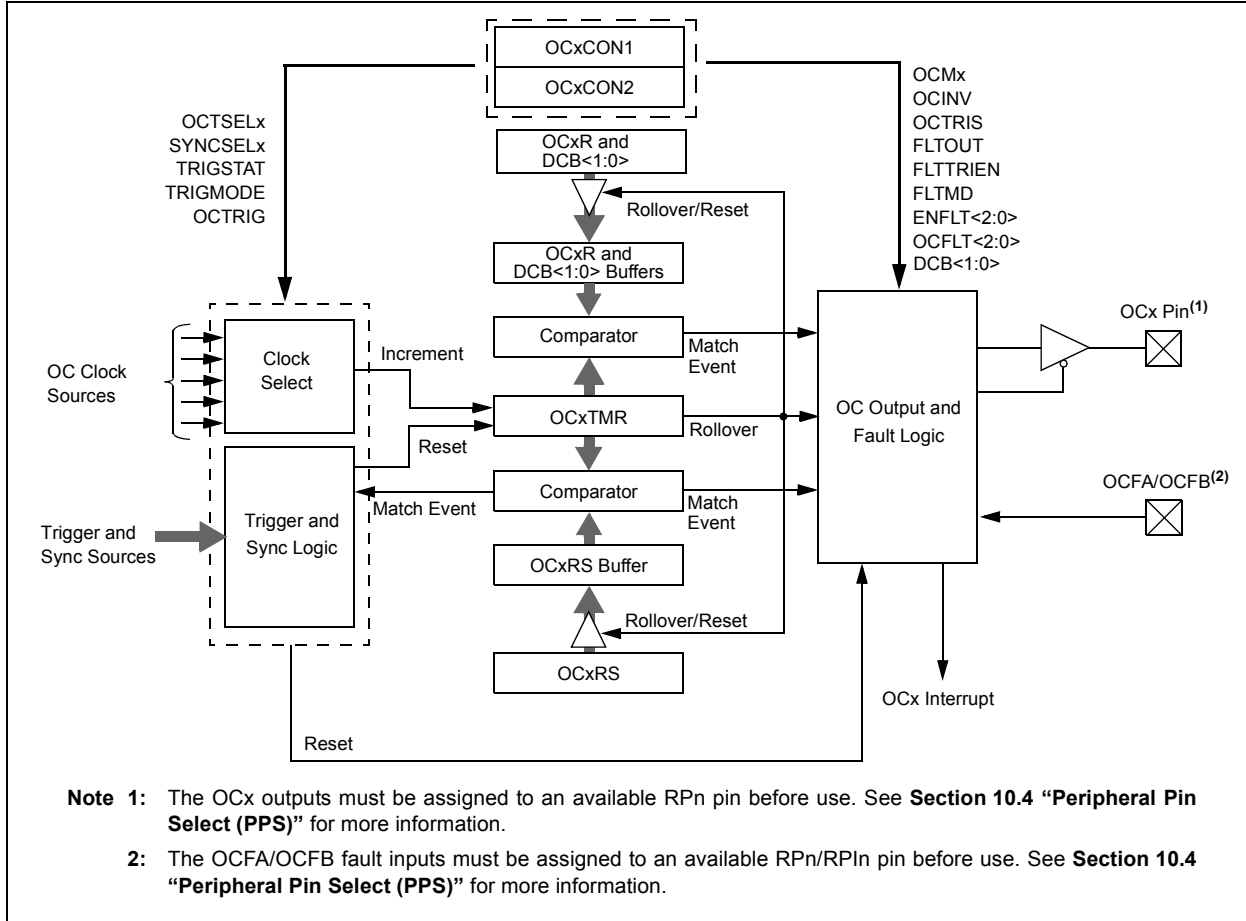 OCxCON1
OCxCON2
OCTSELx
SYNCSELx
TRIGSTAT
TRIGMODE
OCTRIG
OCMx
OCINV
OCTRIS
FLTOUT
FLTTRIEN
FLTMD
ENFLT<2:0>
OCFLT<2:0>
DCB<1:0>
OCxR and
DCB<1:0>
Rollover/Reset
OCxR and
DCB<1:0> Buffers
OC Clock
Sources
Clock
Select
Increment
Comparator
Match
Event
OCxTMR
Rollover
Reset
Trigger and
Sync Sources
Trigger and
Sync Logic
Match Event
Comparator
Match
Event
OCxRS Buffer
Rollover/Reset
OCxRS
OC Output and
Fault Logic
OCx Pin(1)
OCFA/OCFB(2)
OCx Interrupt
Reset
Note 1: The OCx outputs must be assigned to an available RPn pin before use. See Section 10.4 “Peripheral Pin
Select (PPS)” for more information.
2: The OCFA/OCFB fault inputs must be assigned to an available RPn/RPIn pin before use. See Section 10.4
“Peripheral Pin Select (PPS)” for more information.